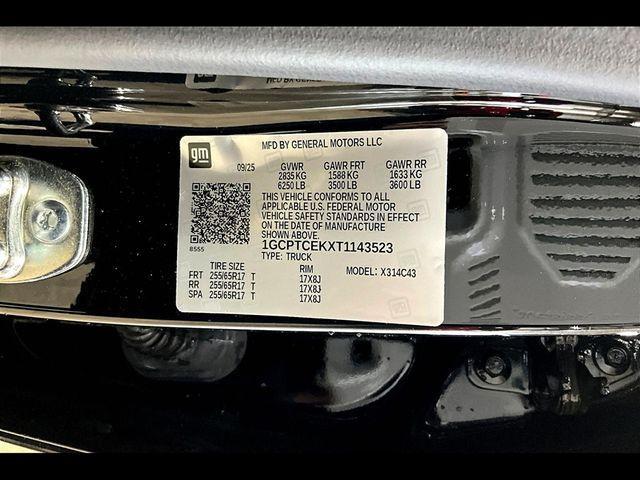 MFD BY GENERAL MOTORS LLC
gm
09/25 GVWR GAWR FRT GAWR RR
2835 KG 1588 KG 1633 KG
6250 LB 3500 LB 3600 LB
THIS VEHICLE CONFORMS TO ALL
APPLICABLE U.S. FEDERAL MOTOR
VEHICLE SAFETY STANDARDS IN EFFECT
ON THE DATE OF MANUFACTURE
SHOWN ABOVE.
8555
1GCPTCEKXT1143523
TYPE: TRUCK
TIRE SIZE RIM MODEL: X314C43
FRT 255/65R17 T 17X8J
RR 255/65R17 T 17X8J
SPA 255/65R17 T 17X8J